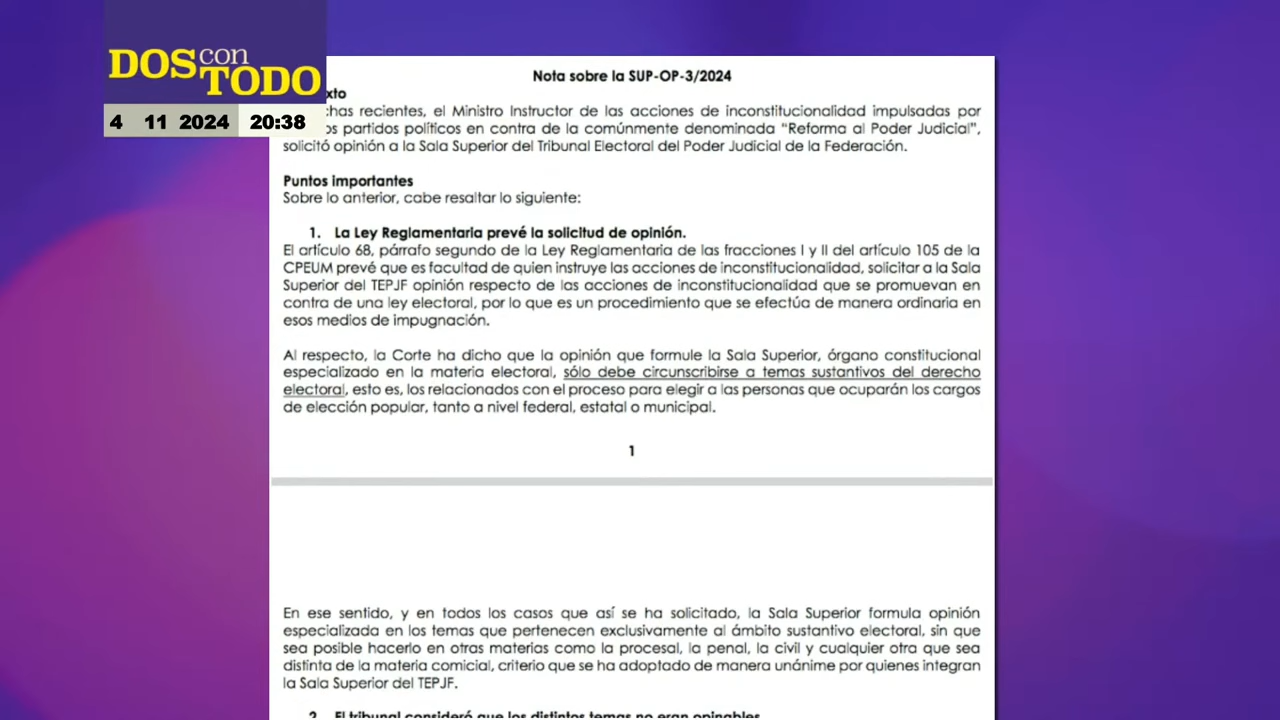 DOS con TODO
4 11 2024 20:38
Nota sobre la SUP-OP-3/2024
xto
has recientes, el Ministro Instructor de las acciones de inconstitucionalidad impulsadas por
os partidos políticos en contra de la comúnmente denominada “Reforma al Poder Judicial”,
solicitó opinión a la Sala Superior del Tribunal Electoral del Poder Judicial de la Federación.
Puntos importantes
Sobre lo anterior, cabe resaltar lo siguiente:
1. La Ley Reglamentaria prevé la solicitud de opinión.
El artículo 68, párrafo segundo de la Ley Reglamentaria de las fracciones I y II del artículo 105 de la
CPEUM prevé que es facultad de quien instruye las acciones de inconstitucionalidad, solicitar a la Sala
Superior del TEPJF opinión respecto de las acciones de inconstitucionalidad que se promuevan en
contra de una ley electoral, por lo que es un procedimiento que se efectúa de manera ordinaria en
esos medios de impugnación.
Al respecto, la Corte ha dicho que la opinión que formule la Sala Superior, órgano constitucional
especializado en la materia electoral, sólo debe circunscribirse a temas sustantivos del derecho
electoral, esto es, los relacionados con el proceso para elegir a las personas que ocuparán los cargos
de elección popular, tanto a nivel federal, estatal o municipal.
1
En ese sentido, y en todos los casos que así se ha solicitado, la Sala Superior formula opinión
especializada en los temas que pertenecen exclusivamente al ámbito sustantivo electoral, sin que
sea posible hacerlo en otras materias como la procesal, la penal, la civil y cualquier otra que sea
distinta de la materia comicial, criterio que se ha adoptado de manera unánime por quienes integran
la Sala Superior del TEPJF.
2. El tribunal consideró que los distintos temas no eran opinables